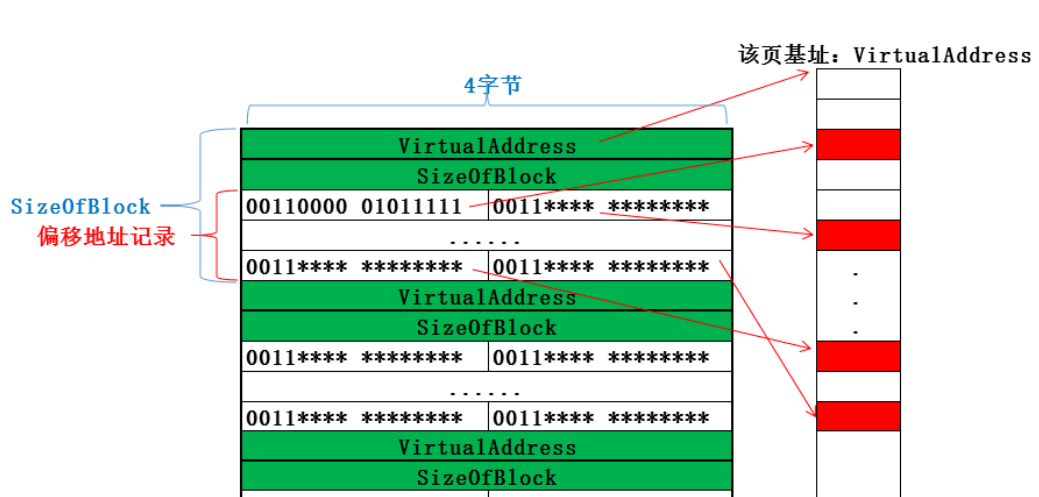 该页基址：VirtualAddress
4字节
VirtualAddress
SizeOfBlock
SizeOfBlock
偏移地址记录
00110000 01011111 0011**** ********
......
0011**** ******** 0011**** ********
VirtualAddress
SizeOfBlock
0011**** ******** 0011**** ********
......
0011**** ******** 0011**** ********
VirtualAddress
SizeOfBlock
.
.
.